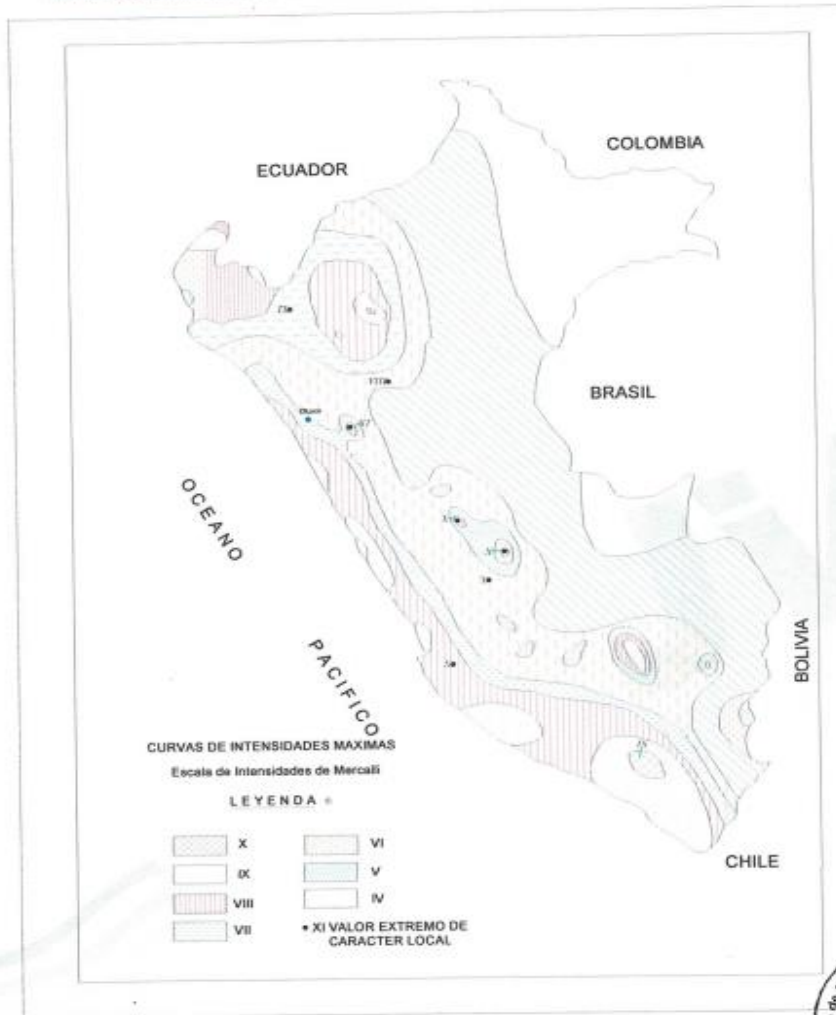 ECUADOR
COLOMBIA
BRASIL
OCEANO
PACIFICO
BOLIVIA
CHILE
CURVAS DE INTENSIDADES MAXIMAS
Escala de Intensidades de Mercalli
LEYENDA
X
VI
IX
V
VIII
IV
VII
• XI VALOR EXTREMO DE
CARACTER LOCAL